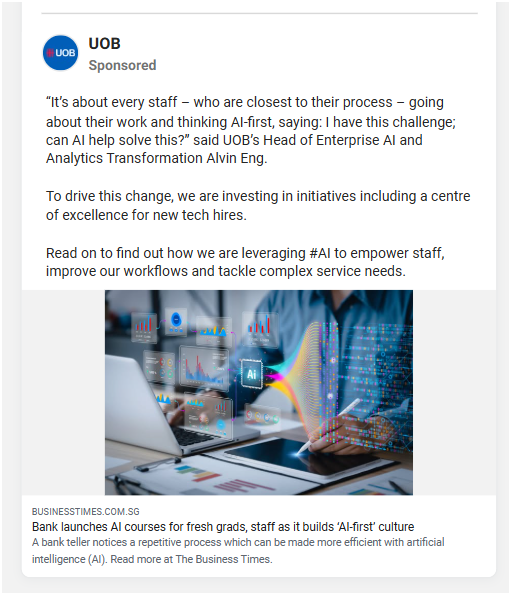 UOB
UOB
Sponsored
“It’s about every staff – who are closest to their process – going
about their work and thinking AI-first, saying: I have this challenge;
can AI help solve this?” said UOB’s Head of Enterprise AI and
Analytics Transformation Alvin Eng.
To drive this change, we are investing in initiatives including a centre
of excellence for new tech hires.
Read on to find out how we are leveraging #AI to empower staff,
improve our workflows and tackle complex service needs.
Ai
BUSINESSTIMES.COM.SG
Bank launches AI courses for fresh grads, staff as it builds ‘AI-first’ culture
A bank teller notices a repetitive process which can be made more efficient with artificial
intelligence (AI). Read more at The Business Times.